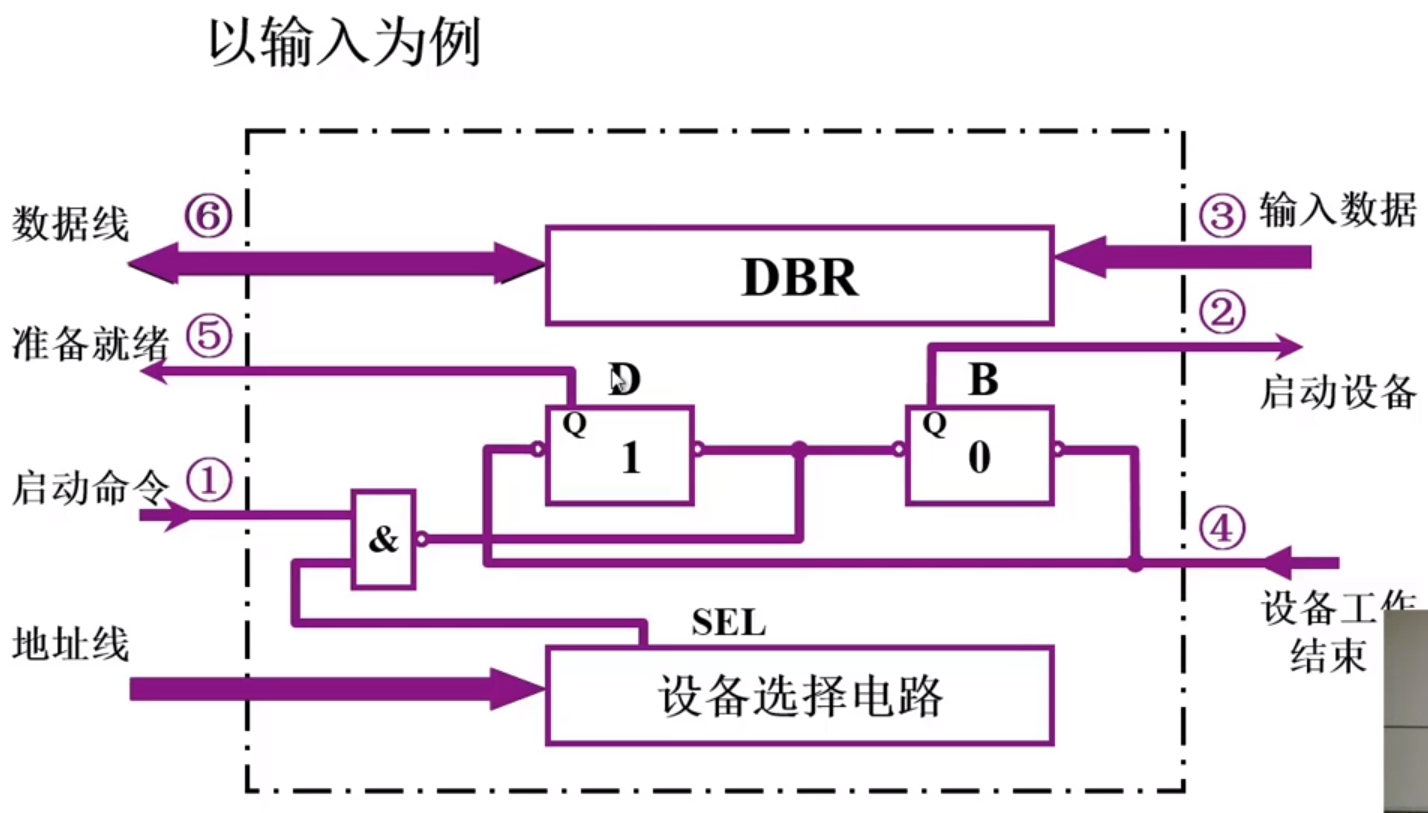 以输入为例
数据线 ⑥
③ 输入数据
DBR
②
准备就绪 ⑤
启动设备
D
B
Q
1
Q
0
启动命令 ①
&
④
设备工作
结束
SEL
地址线
设备选择电路